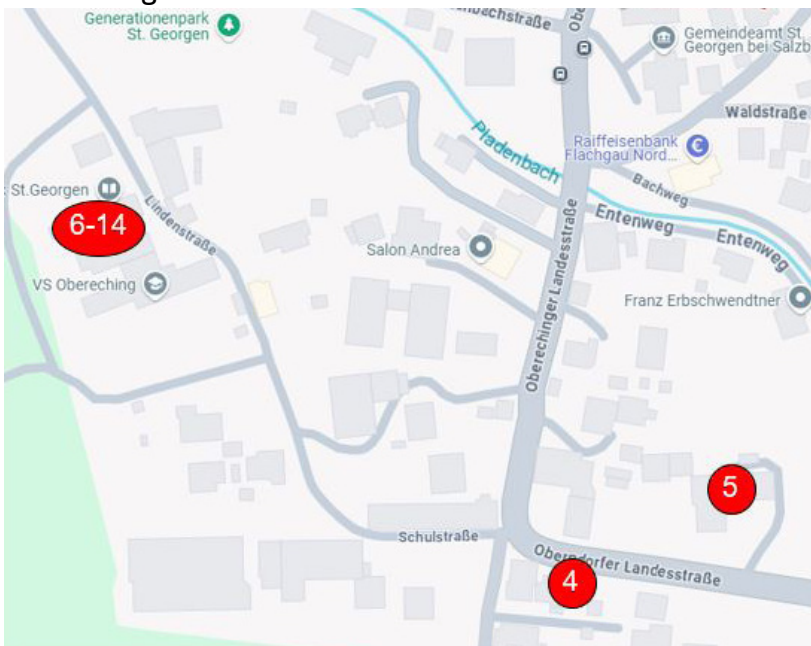 Generationenpark
St. Georgen
Gemeindeamt St.
Georgen bei Salzb
Waldstraße
Pladenbach
Raiffeisenbank
Flachgau Nord...
Bachweg
St.Georgen
6-14
Lindenstraße
Entenweg
Entenweg
Salon Andrea
VS Obereching
Franz Erbschwendtner
Oberechinger Landesstraße
5
Schulstraße
Oberndorfer Landesstraße
4